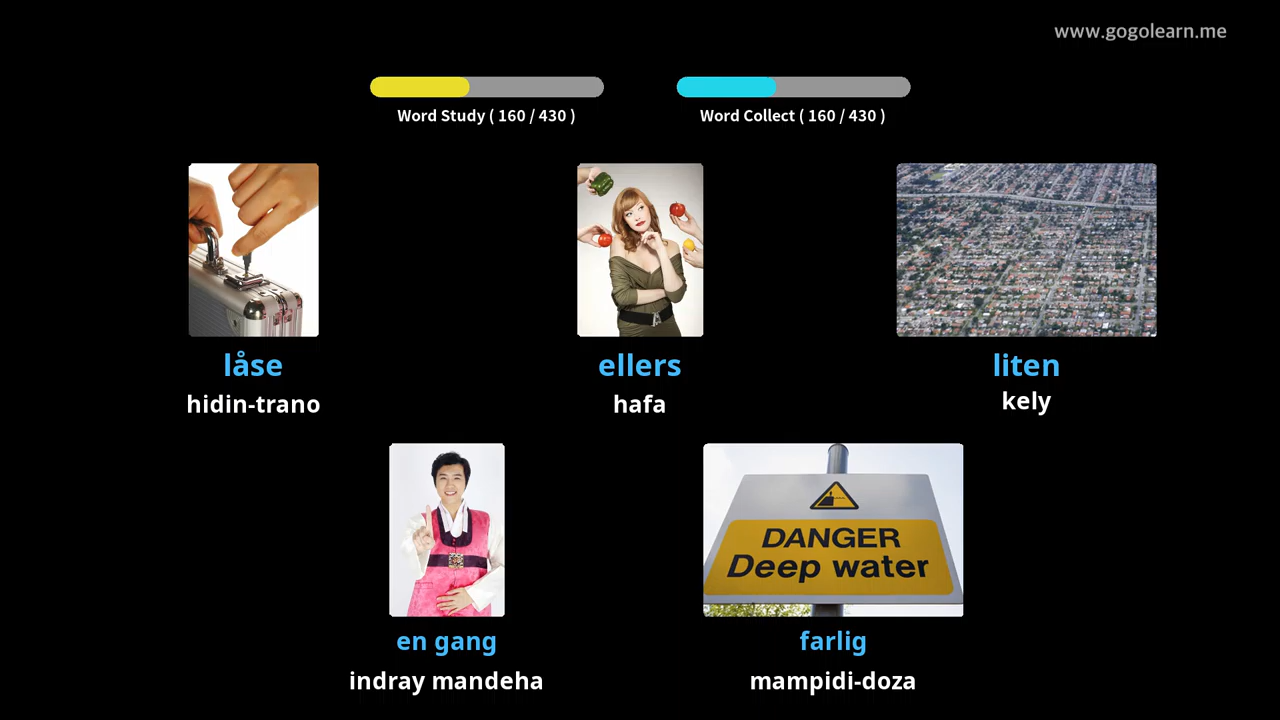 www.gogolearn.me
Word Study ( 160 / 430 )
Word Collect ( 160 / 430 )
låse
hidin-trano
ellers
hafa
liten
kely
en gang
indray mandeha
DANGER
Deep water
farlig
mampidi-doza